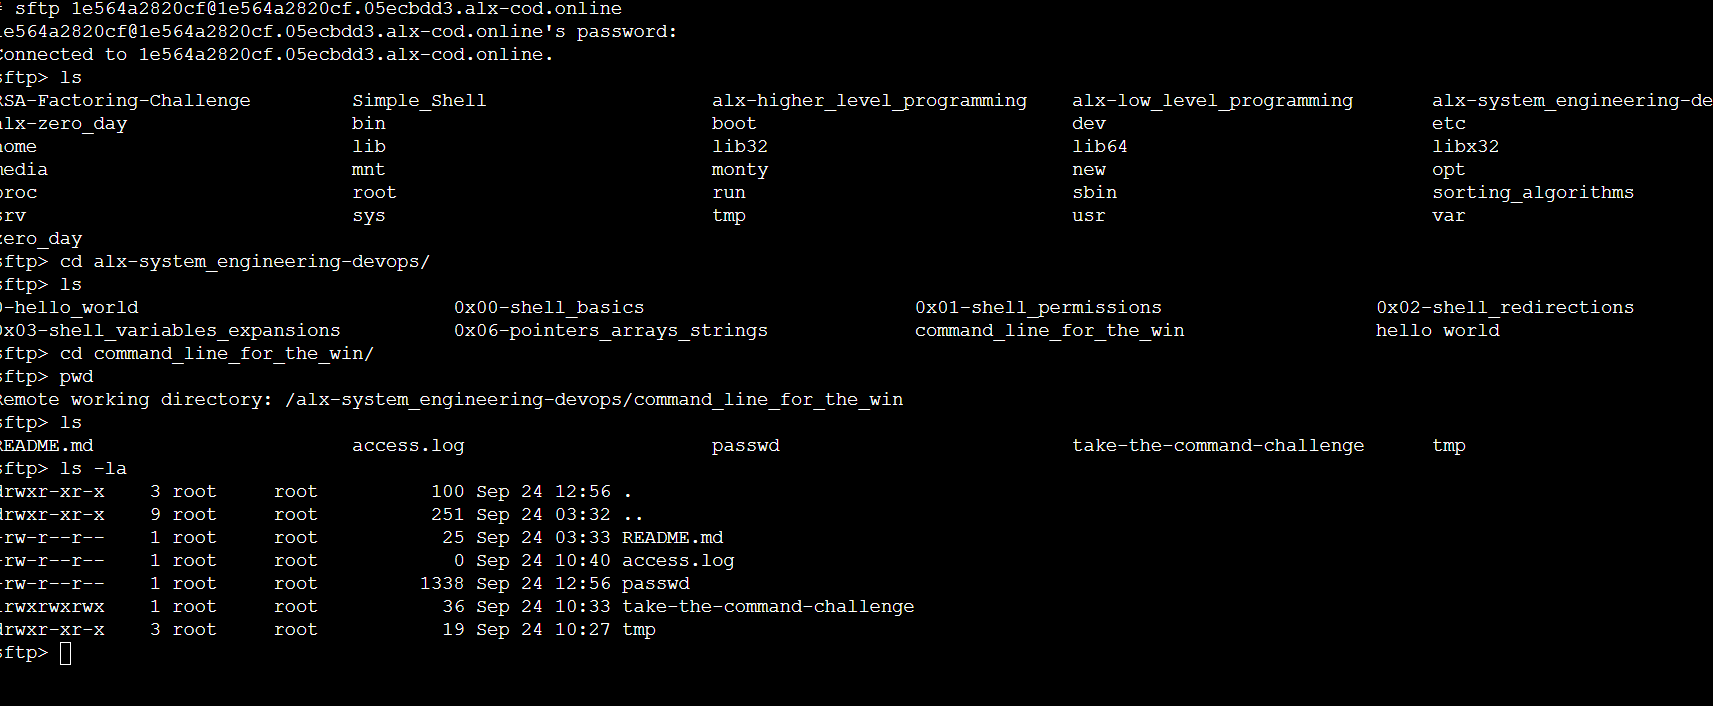 # sftp 1e564a2820cf@1e564a2820cf.05ecbdd3.alx-cod.online
1e564a2820cf@1e564a2820cf.05ecbdd3.alx-cod.online's password:
Connected to 1e564a2820cf.05ecbdd3.alx-cod.online.
sftp> ls
RSA-Factoring-Challenge Simple_Shell alx-higher_level_programming alx-low_level_programming alx-system_engineering-de
alx-zero_day bin boot dev etc
home lib lib32 lib64 libx32
media mnt monty new opt
proc root run sbin sorting_algorithms
srv sys tmp usr var
zero_day
sftp> cd alx-system_engineering-devops/
sftp> ls
0-hello_world 0x00-shell_basics 0x01-shell_permissions 0x02-shell_redirections
0x03-shell_variables_expansions 0x06-pointers_arrays_strings command_line_for_the_win hello world
sftp> cd command_line_for_the_win/
sftp> pwd
Remote working directory: /alx-system_engineering-devops/command_line_for_the_win
sftp> ls
README.md access.log passwd take-the-command-challenge tmp
sftp> ls -la
drwxr-xr-x 3 root root 100 Sep 24 12:56 .
drwxr-xr-x 9 root root 251 Sep 24 03:32 ..
-rw-r--r-- 1 root root 25 Sep 24 03:33 README.md
-rw-r--r-- 1 root root 0 Sep 24 10:40 access.log
-rw-r--r-- 1 root root 1338 Sep 24 12:56 passwd
lrwxrwxrwx 1 root root 36 Sep 24 10:33 take-the-command-challenge
drwxr-xr-x 3 root root 19 Sep 24 10:27 tmp
sftp>